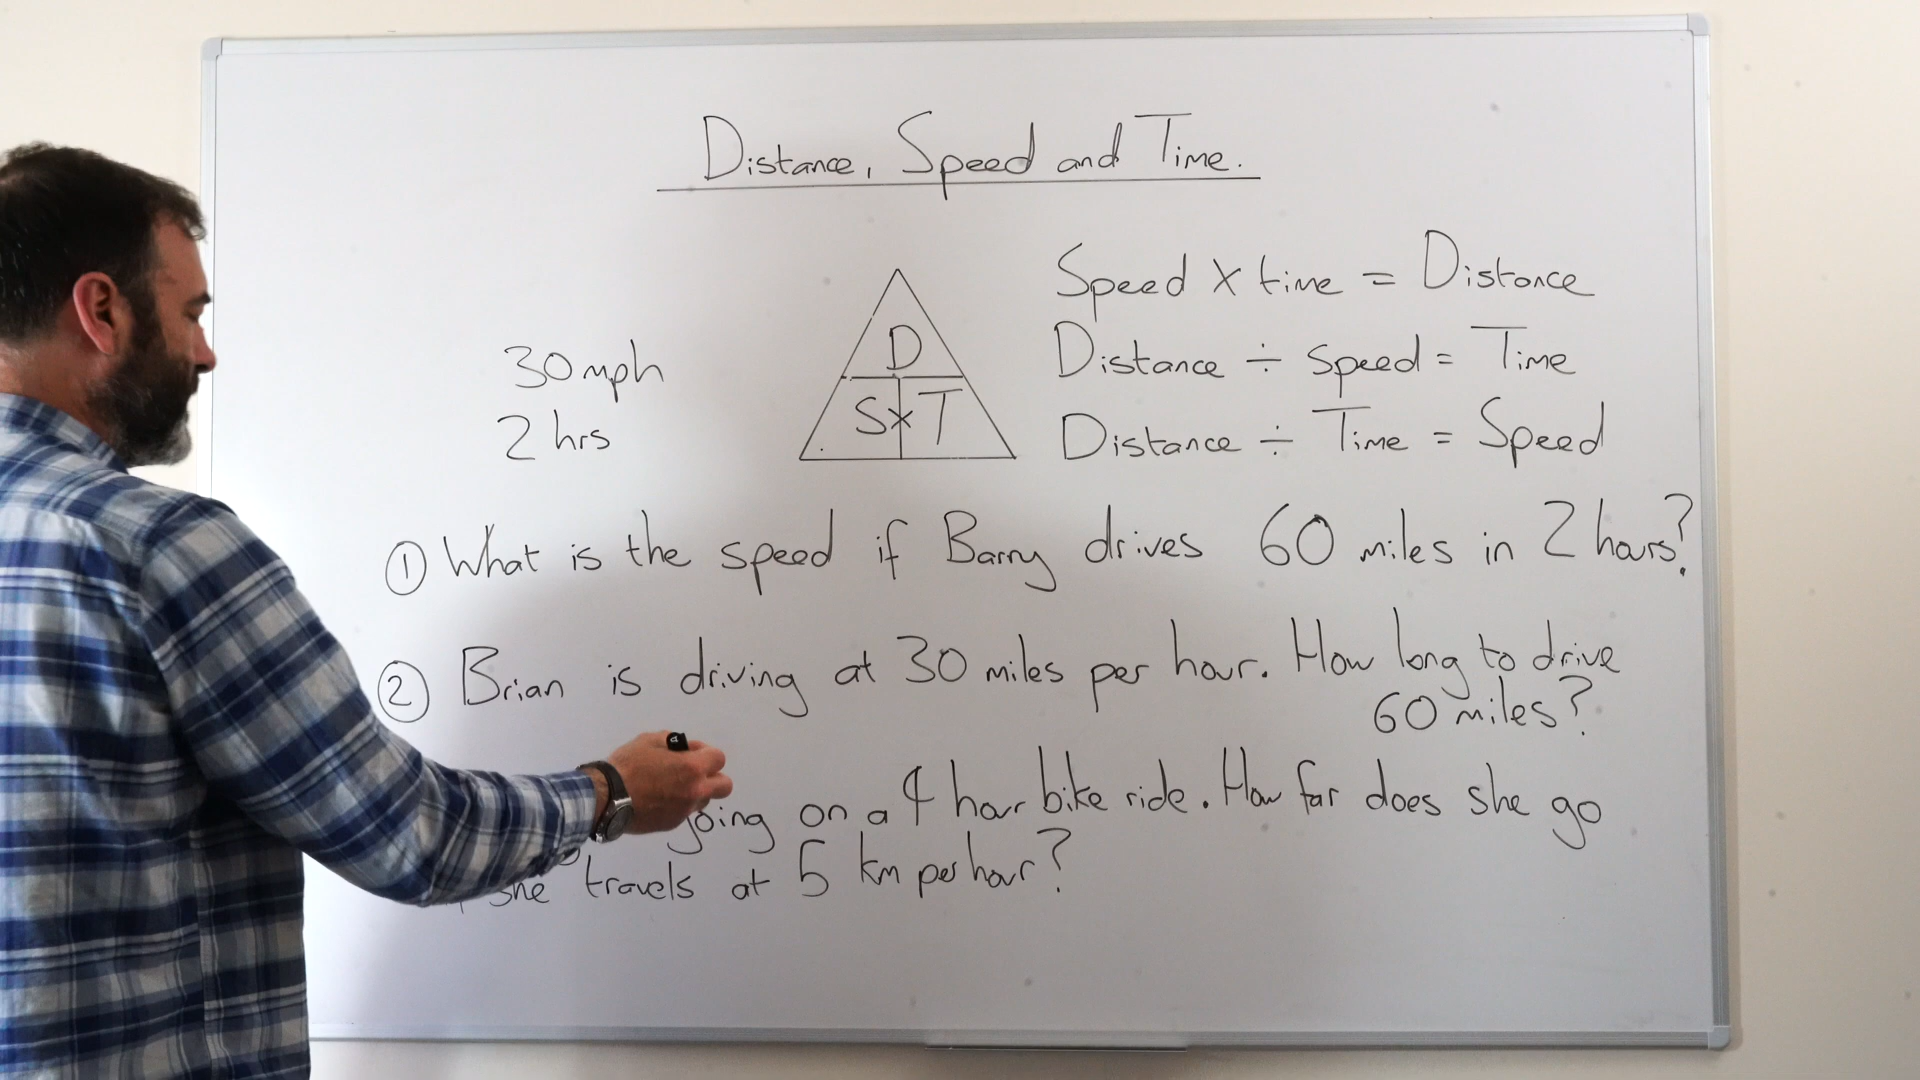 Distance, Speed and Time.
Speed X time = Distance
30mph
D
Distance ÷ Speed = Time
2 hrs
S x T
Distance ÷ Time = Speed
① What is the speed if Barry drives 60 miles in 2 hours?
② Brian is driving at 30 miles per hour. How long to drive
60 miles?
going on a 4 hour bike ride. How far does she go
she travels at 5 km per hour?